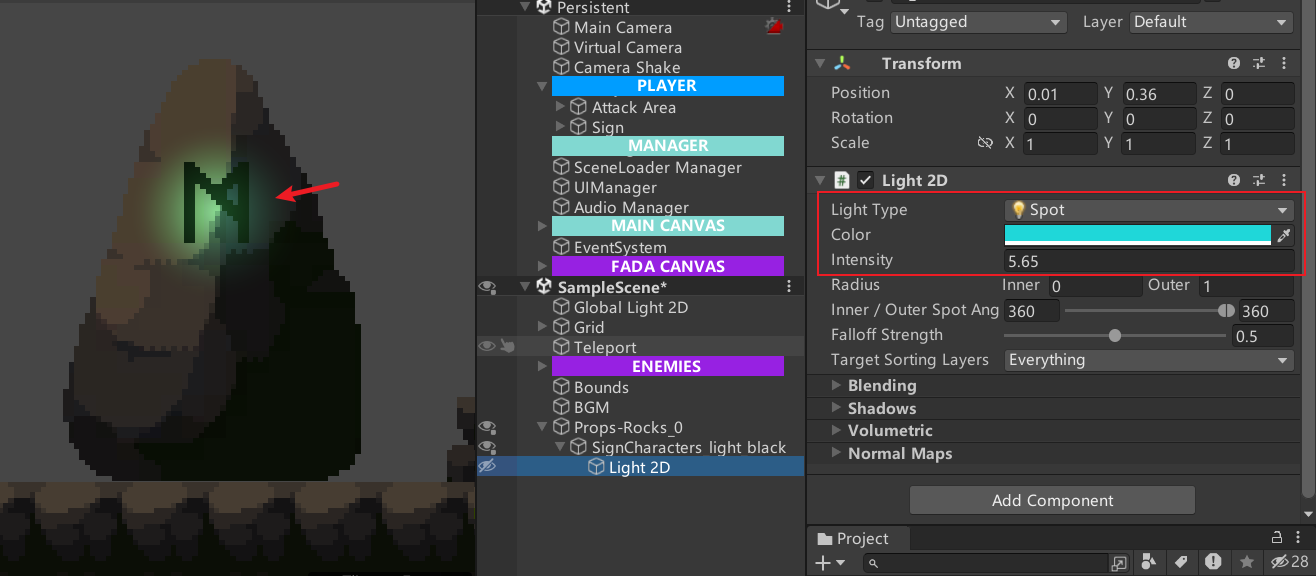 Persistent
Main Camera
Virtual Camera
Camera Shake
PLAYER
Attack Area
Sign
MANAGER
SceneLoader Manager
UIManager
Audio Manager
MAIN CANVAS
EventSystem
FADA CANVAS
SampleScene*
Global Light 2D
Grid
Teleport
ENEMIES
Bounds
BGM
Props-Rocks_0
SignCharacters light black
Light 2D
Tag Untagged Layer Default
Transform
Position X 0.01 Y 0.36 Z 0
Rotation X 0 Y 0 Z 0
Scale X 1 Y 1 Z 1
# Light 2D
Light Type Spot
Color
Intensity 5.65
Radius Inner 0 Outer 1
Inner / Outer Spot Ang 360 360
Falloff Strength 0.5
Target Sorting Layers Everything
Blending
Shadows
Volumetric
Normal Maps
Add Component
Project
28